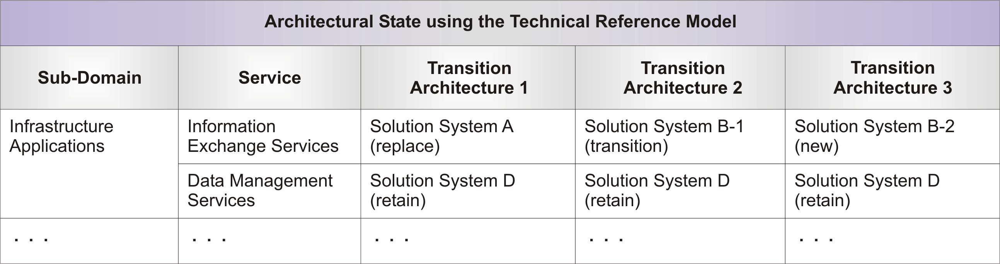 Architectural State using the Technical Reference Model
Sub-Domain
Service
Transition
Architecture 1
Transition
Architecture 2
Transition
Architecture 3
Infrastructure
Applications
Information
Exchange Services
Solution System A
(replace)
Solution System B-1
(transition)
Solution System B-2
(new)
Data Management
Services
Solution System D
(retain)
Solution System D
(retain)
Solution System D
(retain)
. . .
. . .
. . .
. . .
. . .